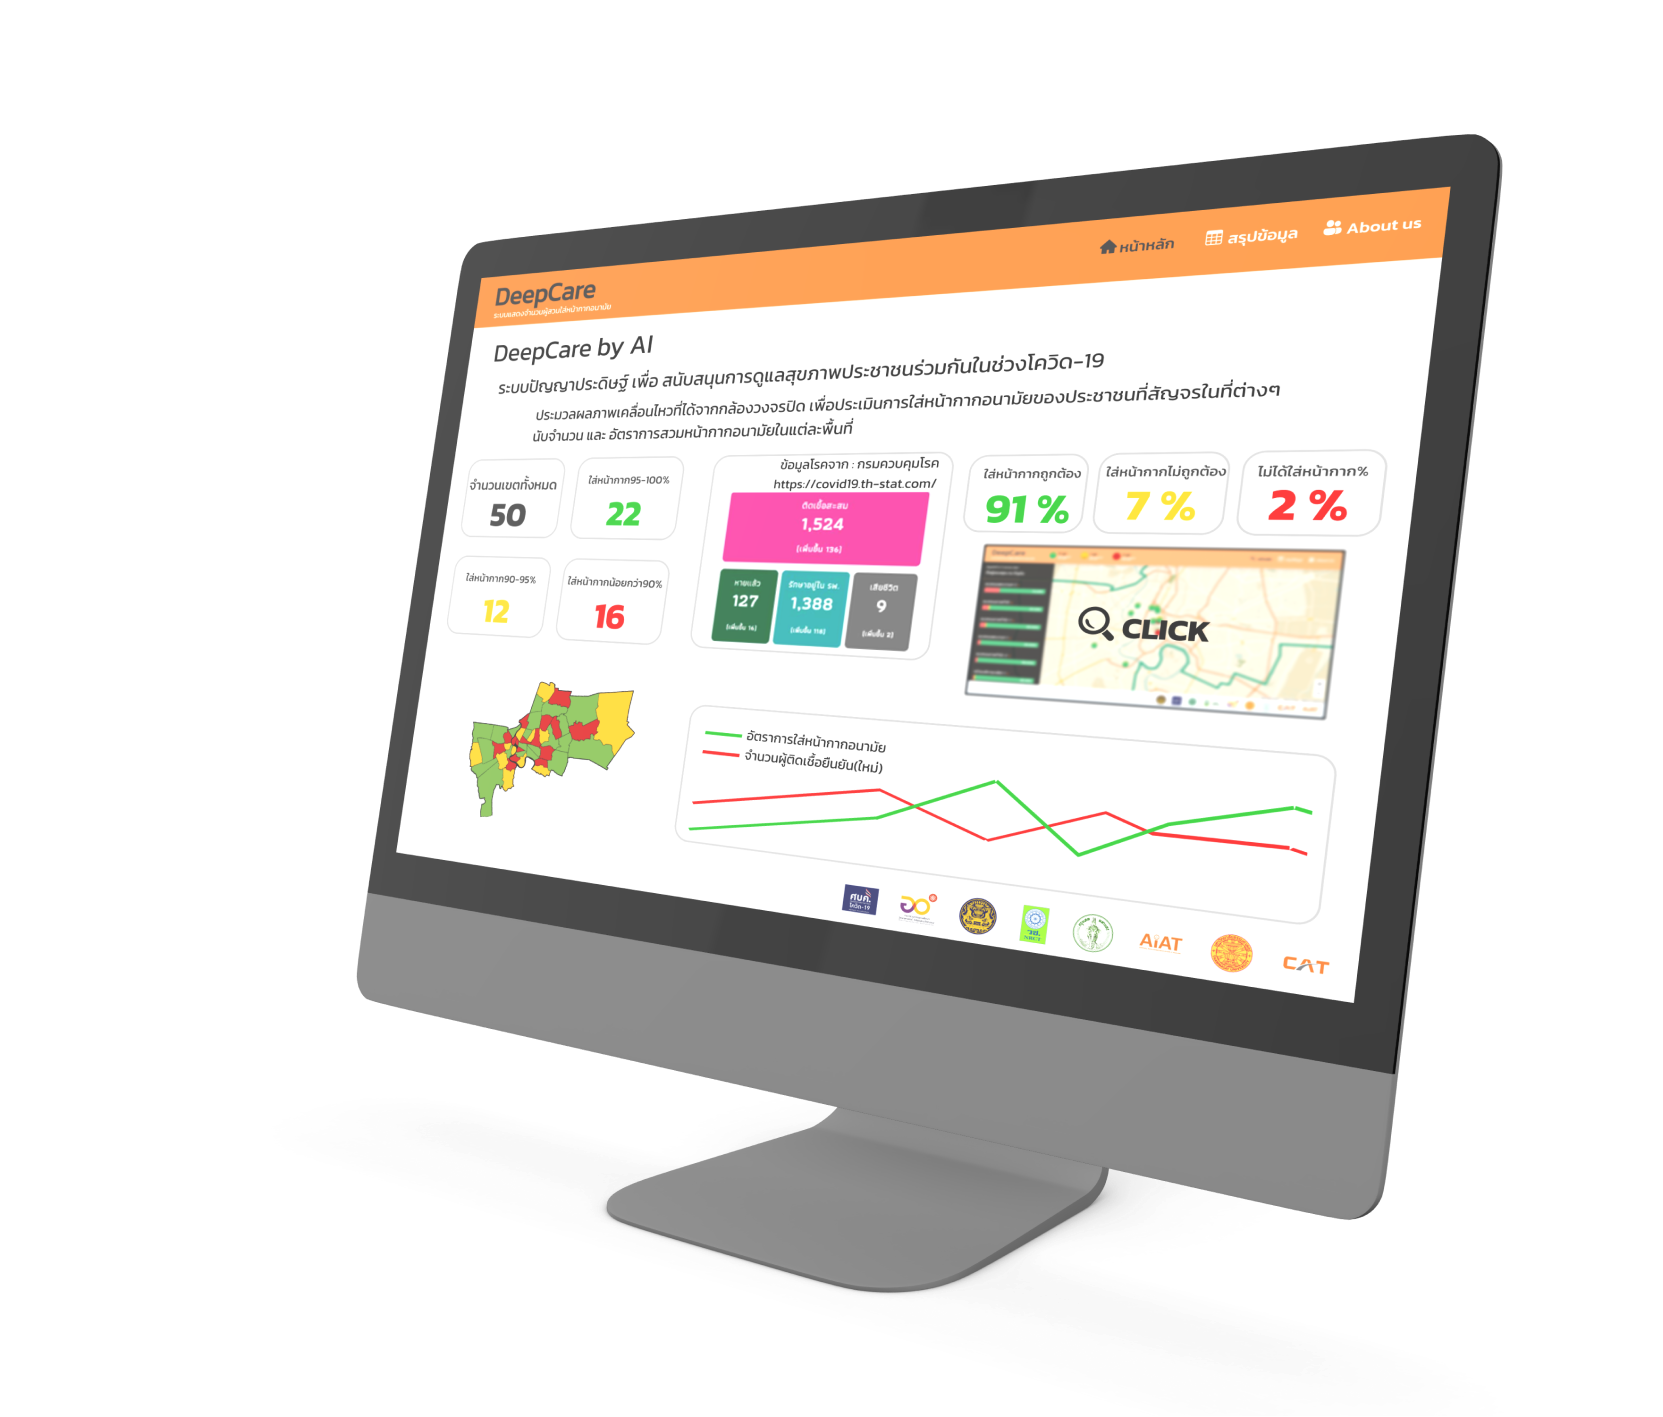 หน้าหลัก
สรุปข้อมูล
About us
DeepCare
ระบบแสดงจำนวนผู้สวมใส่หน้ากากอนามัย
DeepCare by AI
ระบบปัญญาประดิษฐ์ เพื่อ สนับสนุนการดูแลสุขภาพประชาชนร่วมกันในช่วงโควิด-19
ประมวลผลภาพเคลื่อนไหวที่ได้จากกล้องวงจรปิด เพื่อประเมินการใส่หน้ากากอนามัยของประชาชนที่สัญจรในที่ต่างๆ
นับจำนวน และ อัตราการสวมหน้ากากอนามัยในแต่ละพื้นที่
จำนวนเขตทั้งหมด
50
ใส่หน้ากาก95-100%
22
ใส่หน้ากาก90-95%
12
ใส่หน้ากากน้อยกว่า90%
16
ข้อมูลโรคจาก : กรมควบคุมโรค
https://covid19.th-stat.com/
ติดเชื้อสะสม
1,524
(เพิ่มขึ้น 136)
หายแล้ว
127
(เพิ่มขึ้น 16)
รักษาอยู่ใน รพ.
1,388
(เพิ่มขึ้น 118)
เสียชีวิต
9
(เพิ่มขึ้น 2)
ใส่หน้ากากถูกต้อง
91 %
ใส่หน้ากากไม่ถูกต้อง
7 %
ไม่ได้ใส่หน้ากาก%
2 %
DeepCare
CLICK
อัตราการใส่หน้ากากอนามัย
จำนวนผู้ติดเชื้อยืนยัน(ใหม่)
ศบค.
โควิด-19
วช.
AiAT
CAT